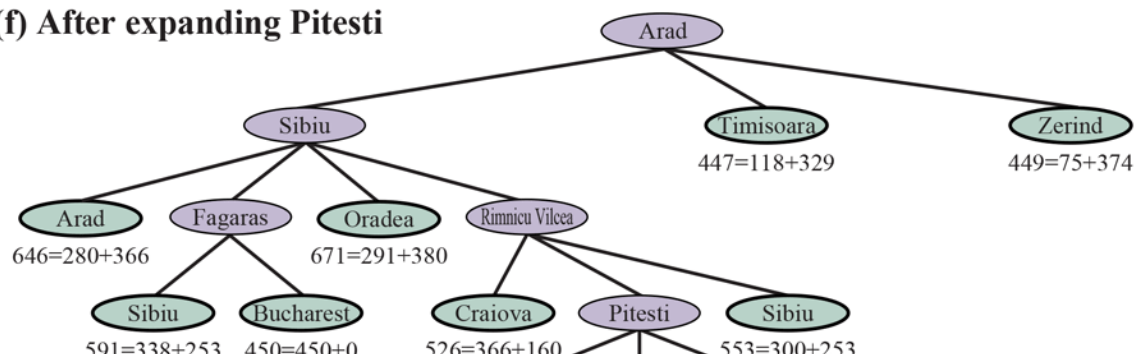 (f) After expanding Pitesti
Arad
Sibiu
Timisoara
Zerind
447=118+329
449=75+374
Arad
Fagaras
Oradea
Rimnicu Vilcea
646=280+366
671=291+380
Sibiu
Bucharest
Craiova
Pitesti
Sibiu
591=338+253
450=450+0
526=366+160
553=300+253